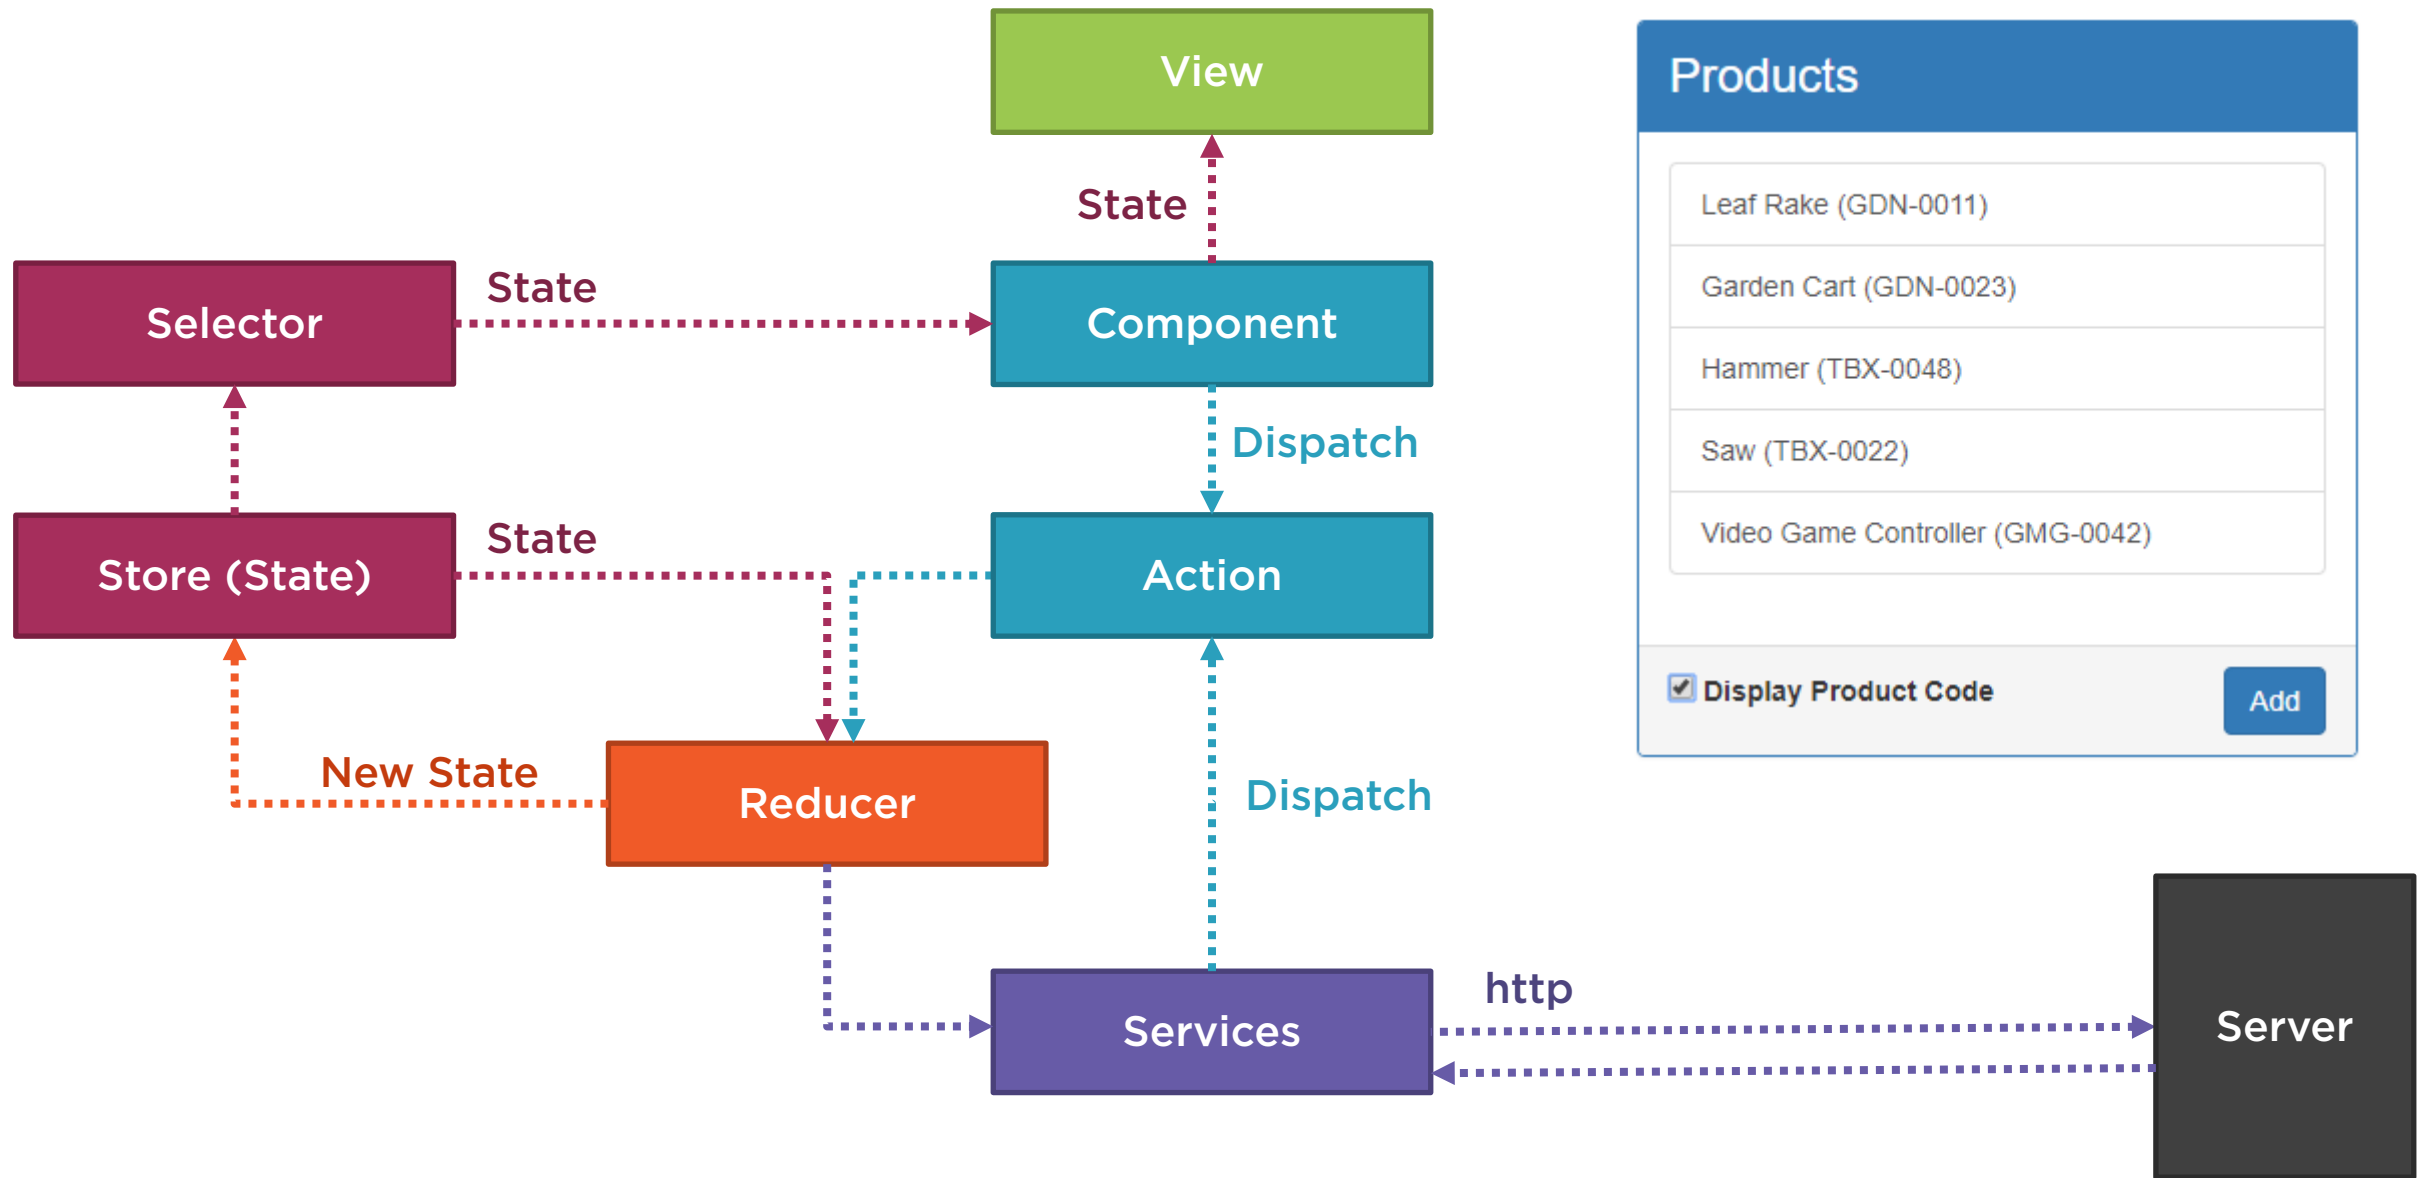 View
State
Selector
State
Component
Dispatch
Store (State)
State
Action
New State
Reducer
Dispatch
Services
http
Server
Products
Leaf Rake (GDN-0011)
Garden Cart (GDN-0023)
Hammer (TBX-0048)
Saw (TBX-0022)
Video Game Controller (GMG-0042)
Display Product Code
Add